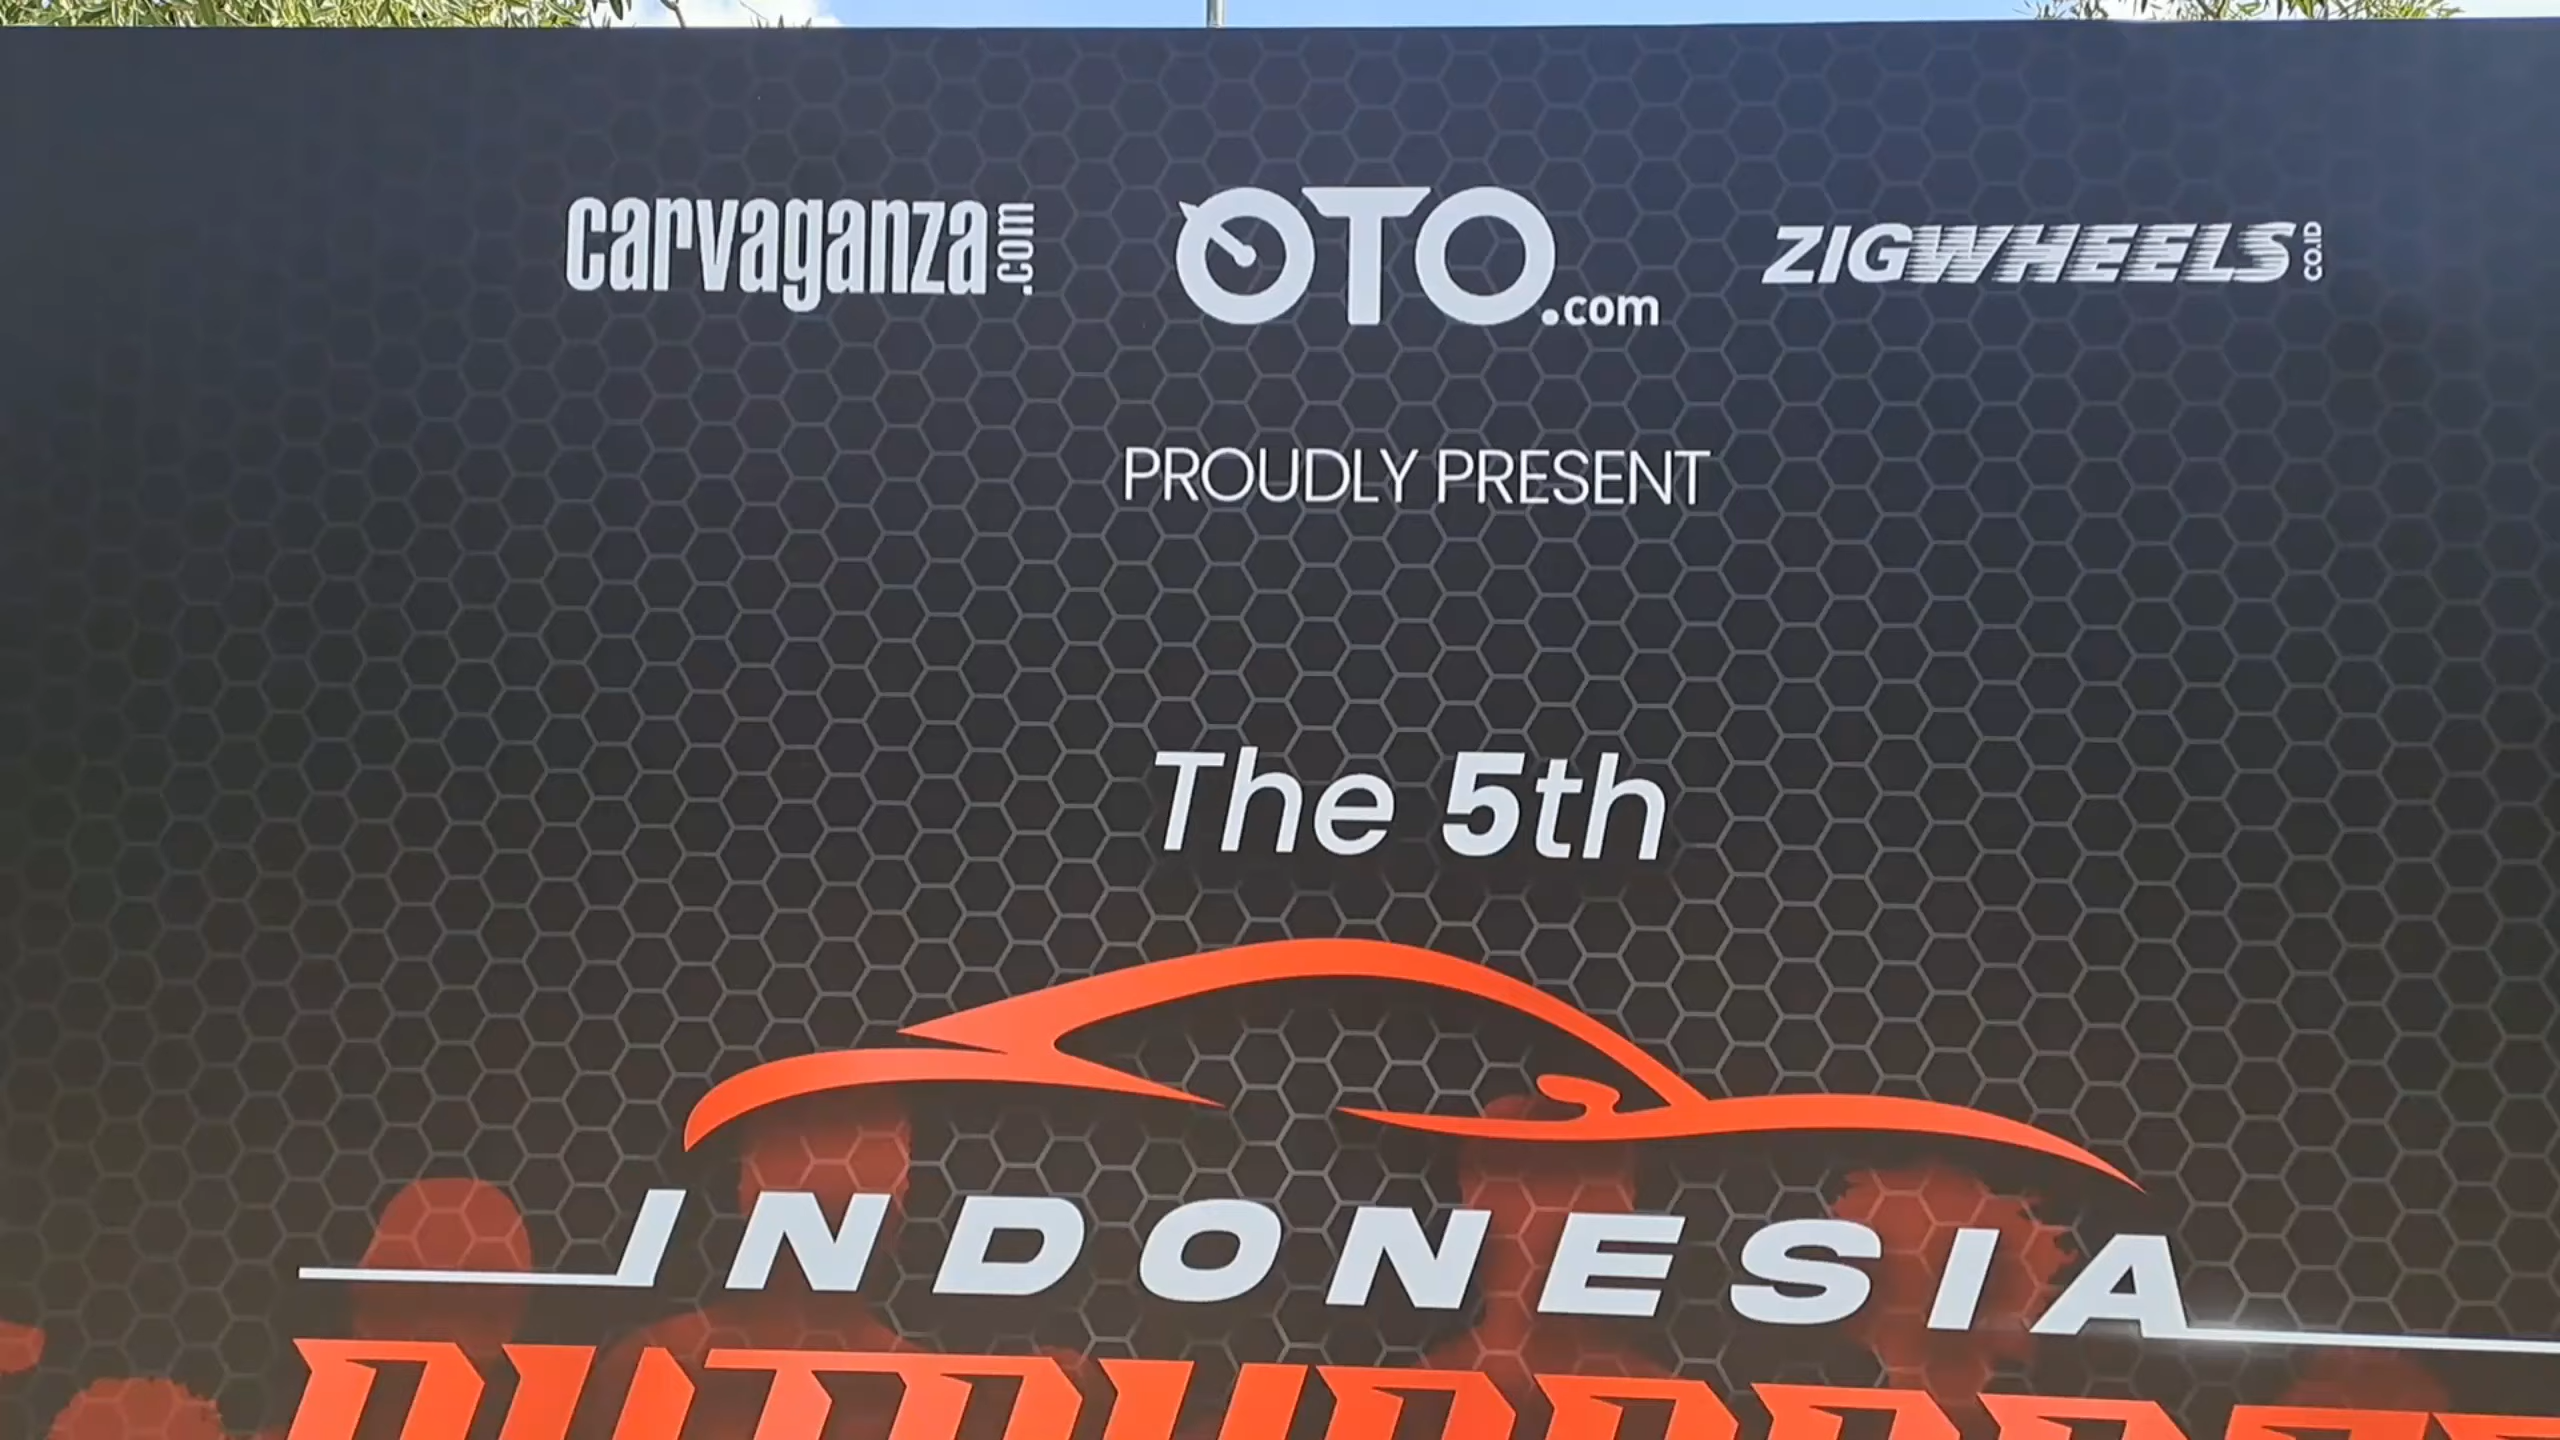 carvaganza.com OTO.com ZIGWHEELS.CO.ID
PROUDLY PRESENT
The 5th
INDONESIA